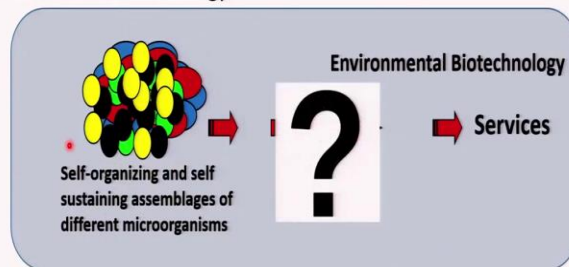 Environmental Biotechnology
?
Services
Self-organizing and self
sustaining assemblages of
different microorganisms